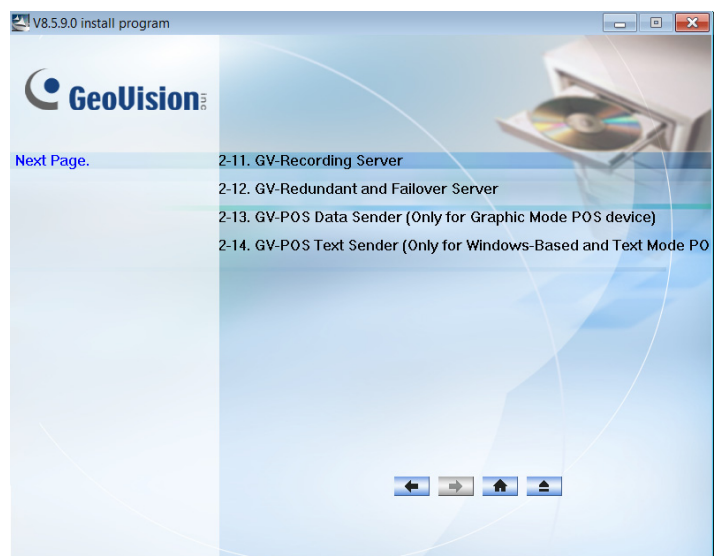 V8.5.9.0 install program
GeoVision Inc
Next Page.
2-11. GV-Recording Server
2-12. GV-Redundant and Failover Server
2-13. GV-POS Data Sender (Only for Graphic Mode POS device)
2-14. GV-POS Text Sender (Only for Windows-Based and Text Mode PO